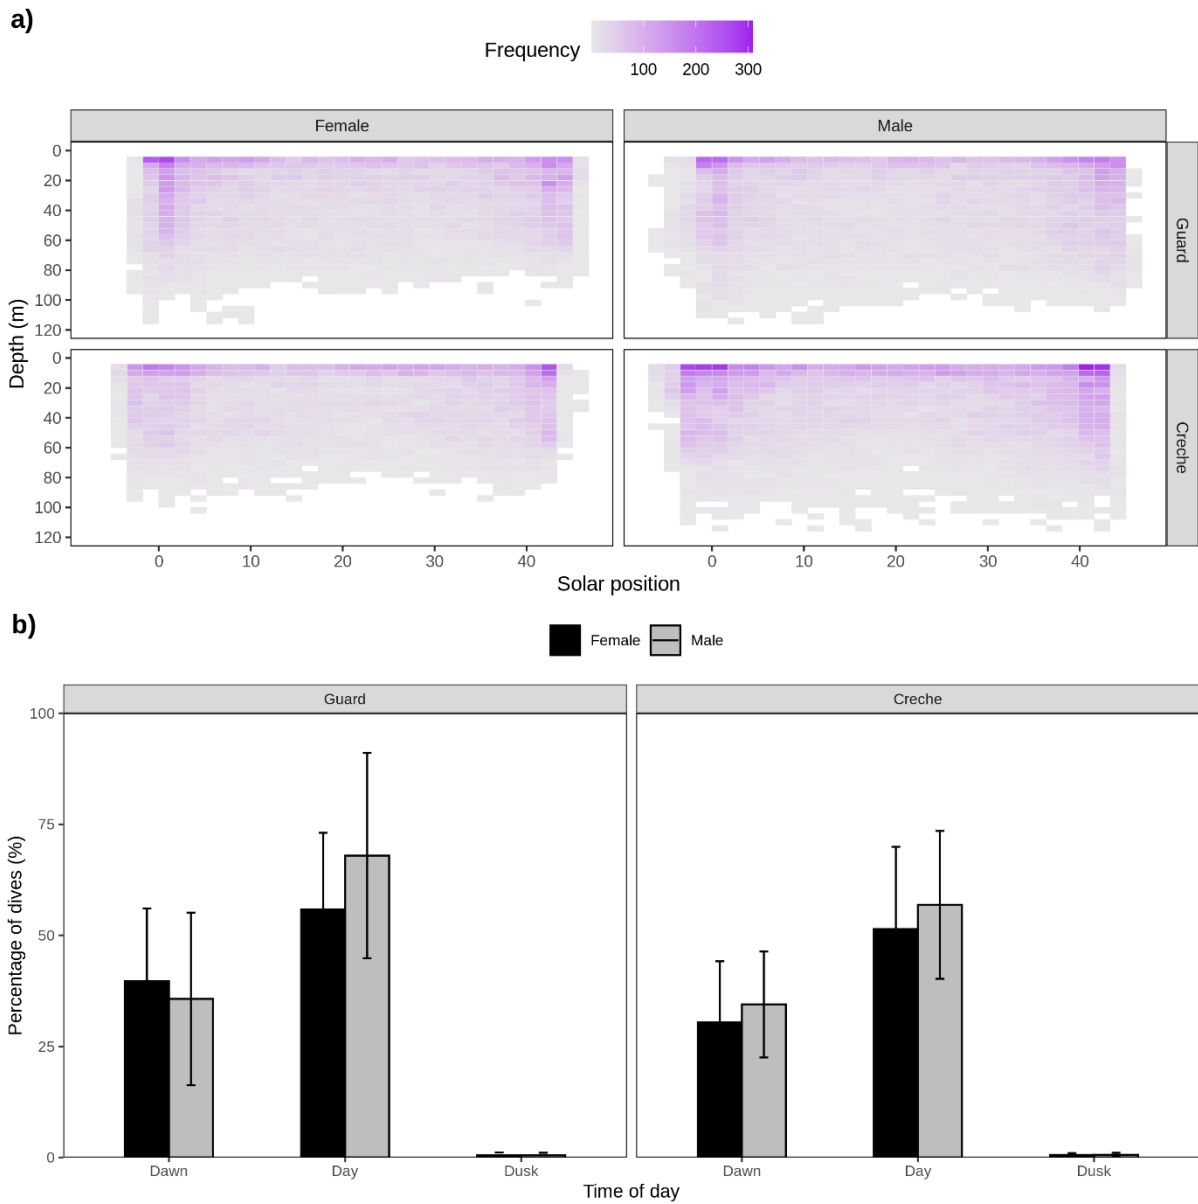 a)
Frequency
100 200 300
Female Male
0
20
40
60
80
100
120
Guard
Depth (m)
0
20
40
60
80
100
120
Creche
0 10 20 30 40 0 10 20 30 40
Solar position
b)
Female Male
Guard Creche
100
75
50
25
0
Percentage of dives (%)
Dawn Day Dusk Dawn Day Dusk
Time of day